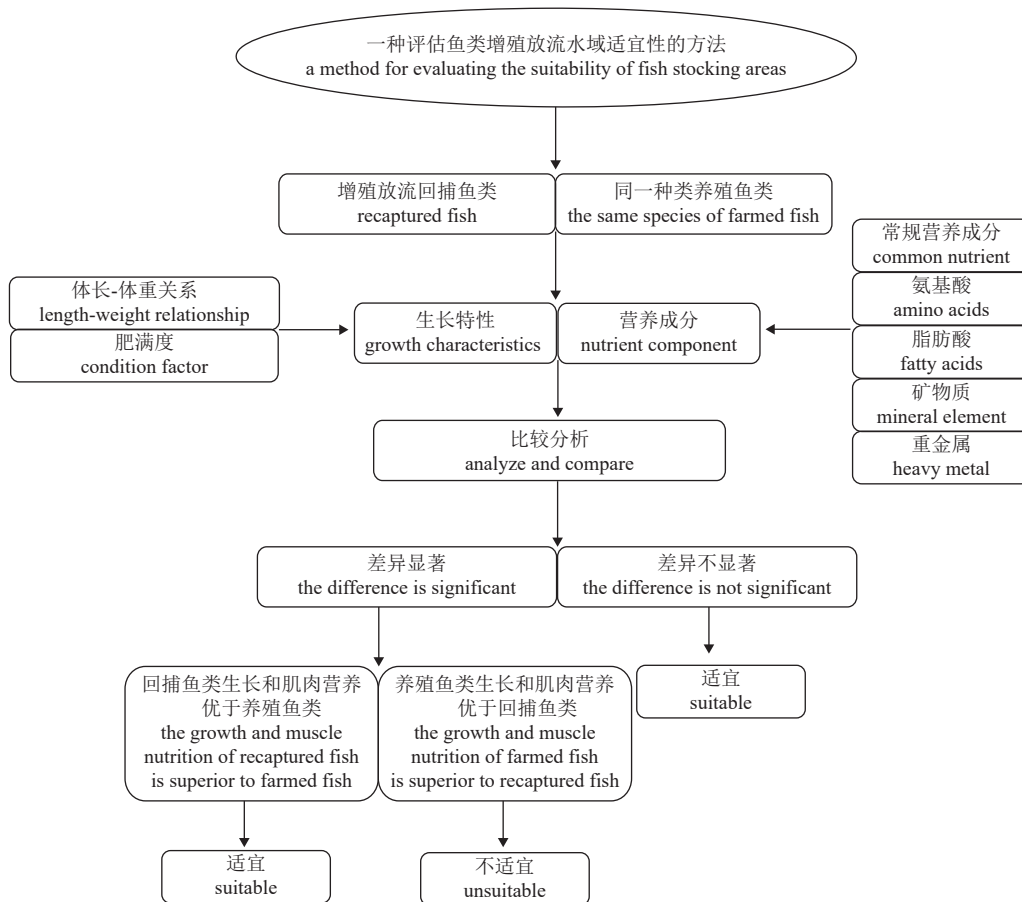 一种评估鱼类增殖放流水域适宜性的方法
a method for evaluating the suitability of fish stocking areas
增殖放流回捕鱼类
recaptured fish
同一种类养殖鱼类
the same species of farmed fish
体长-体重关系
length-weight relationship
肥满度
condition factor
生长特性
growth characteristics
营养成分
nutrient component
常规营养成分
common nutrient
氨基酸
amino acids
脂肪酸
fatty acids
矿物质
mineral element
重金属
heavy metal
比较分析
analyze and compare
差异显著
the difference is significant
差异不显著
the difference is not significant
回捕鱼类生长和肌肉营养
优于养殖鱼类
the growth and muscle
nutrition of recaptured fish
is superior to farmed fish
养殖鱼类生长和肌肉营养
优于回捕鱼类
the growth and muscle
nutrition of farmed fish
is superior to recaptured fish
适宜
suitable
适宜
suitable
不适宜
unsuitable